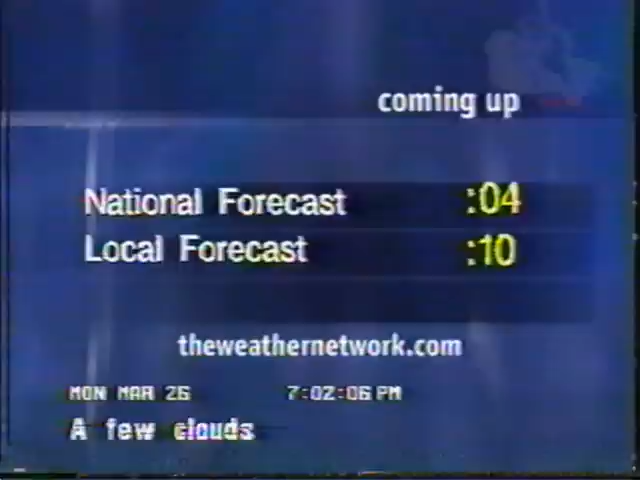 coming up
National Forecast :04
Local Forecast :10
theweathernetwork.com
MON MAR 26 7:02:06 PM
A few clouds